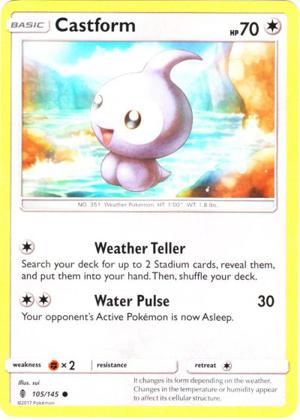 BASIC Castform HP 70
NO. 351 Weather Pokémon HT: 1'00" WT: 1.8 lbs.
Weather Teller
Search your deck for up to 2 Stadium cards, reveal them,
and put them into your hand. Then, shuffle your deck.
Water Pulse 30
Your opponent's Active Pokémon is now Asleep.
weakness × 2 resistance retreat
Illus. sui
105/145
©2017 Pokémon
It changes its form depending on the weather.
Changes in the temperature or humidity appear
to affect its cellular structure.